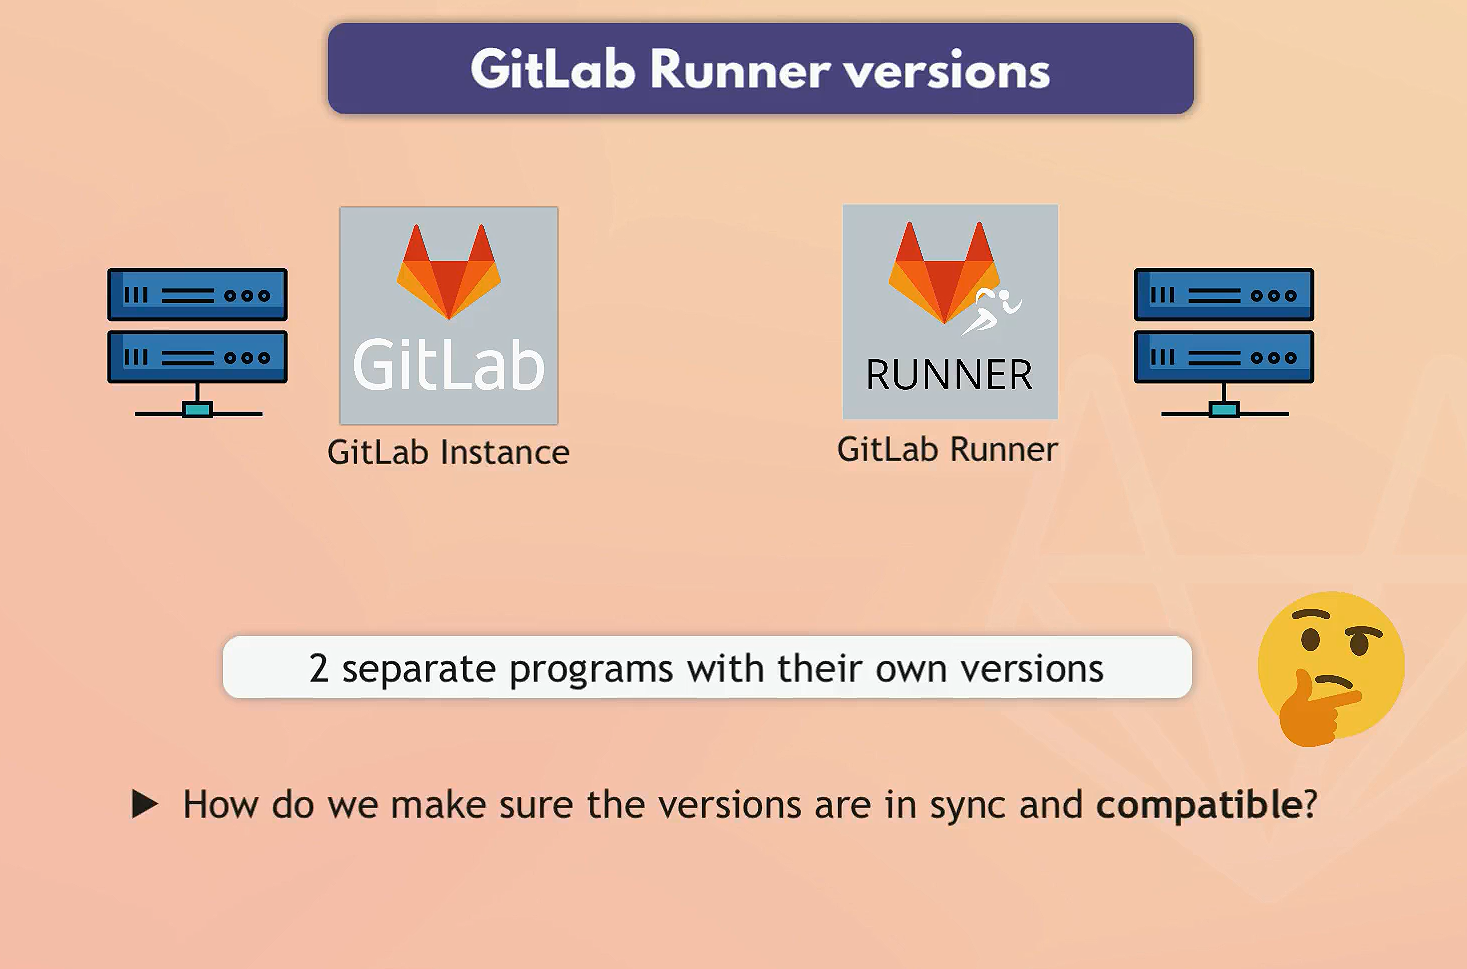 GitLab Runner versions
GitLab
RUNNER
GitLab Instance
GitLab Runner
2 separate programs with their own versions
How do we make sure the versions are in sync and compatible?